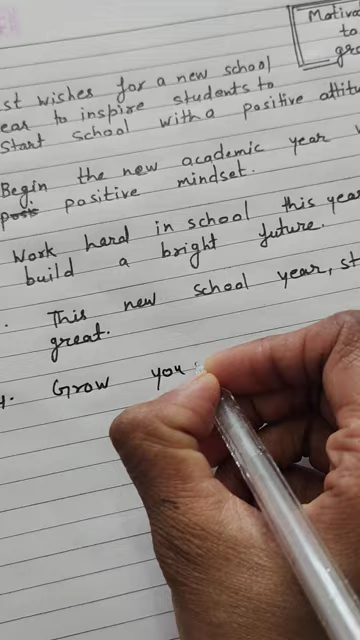 Motiva
to
gro
st wishes for a new school
ear to inspire students to
start school with a positive attitu
Begin the new academic year w
positive mindset.
Work hard in school this year
build a bright future.
This new school year, st
great.
4. Grow you